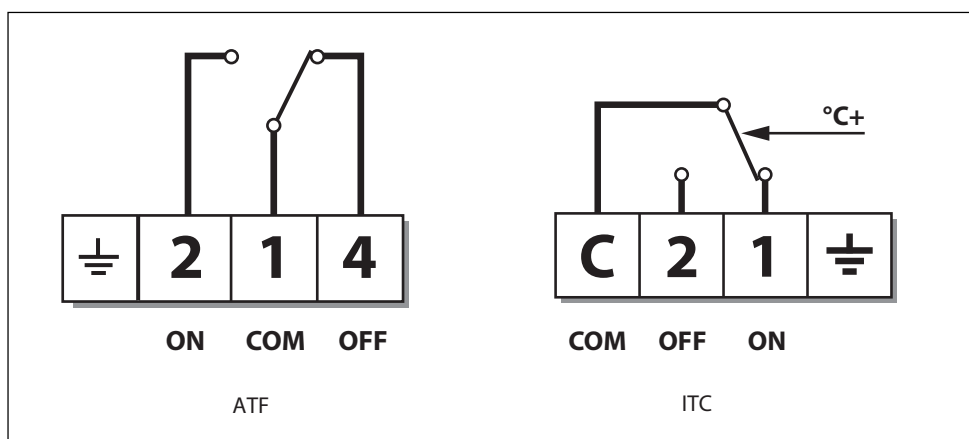 °C+
2 1 4
C 2 1
ON COM OFF
COM OFF ON
ATF
ITC